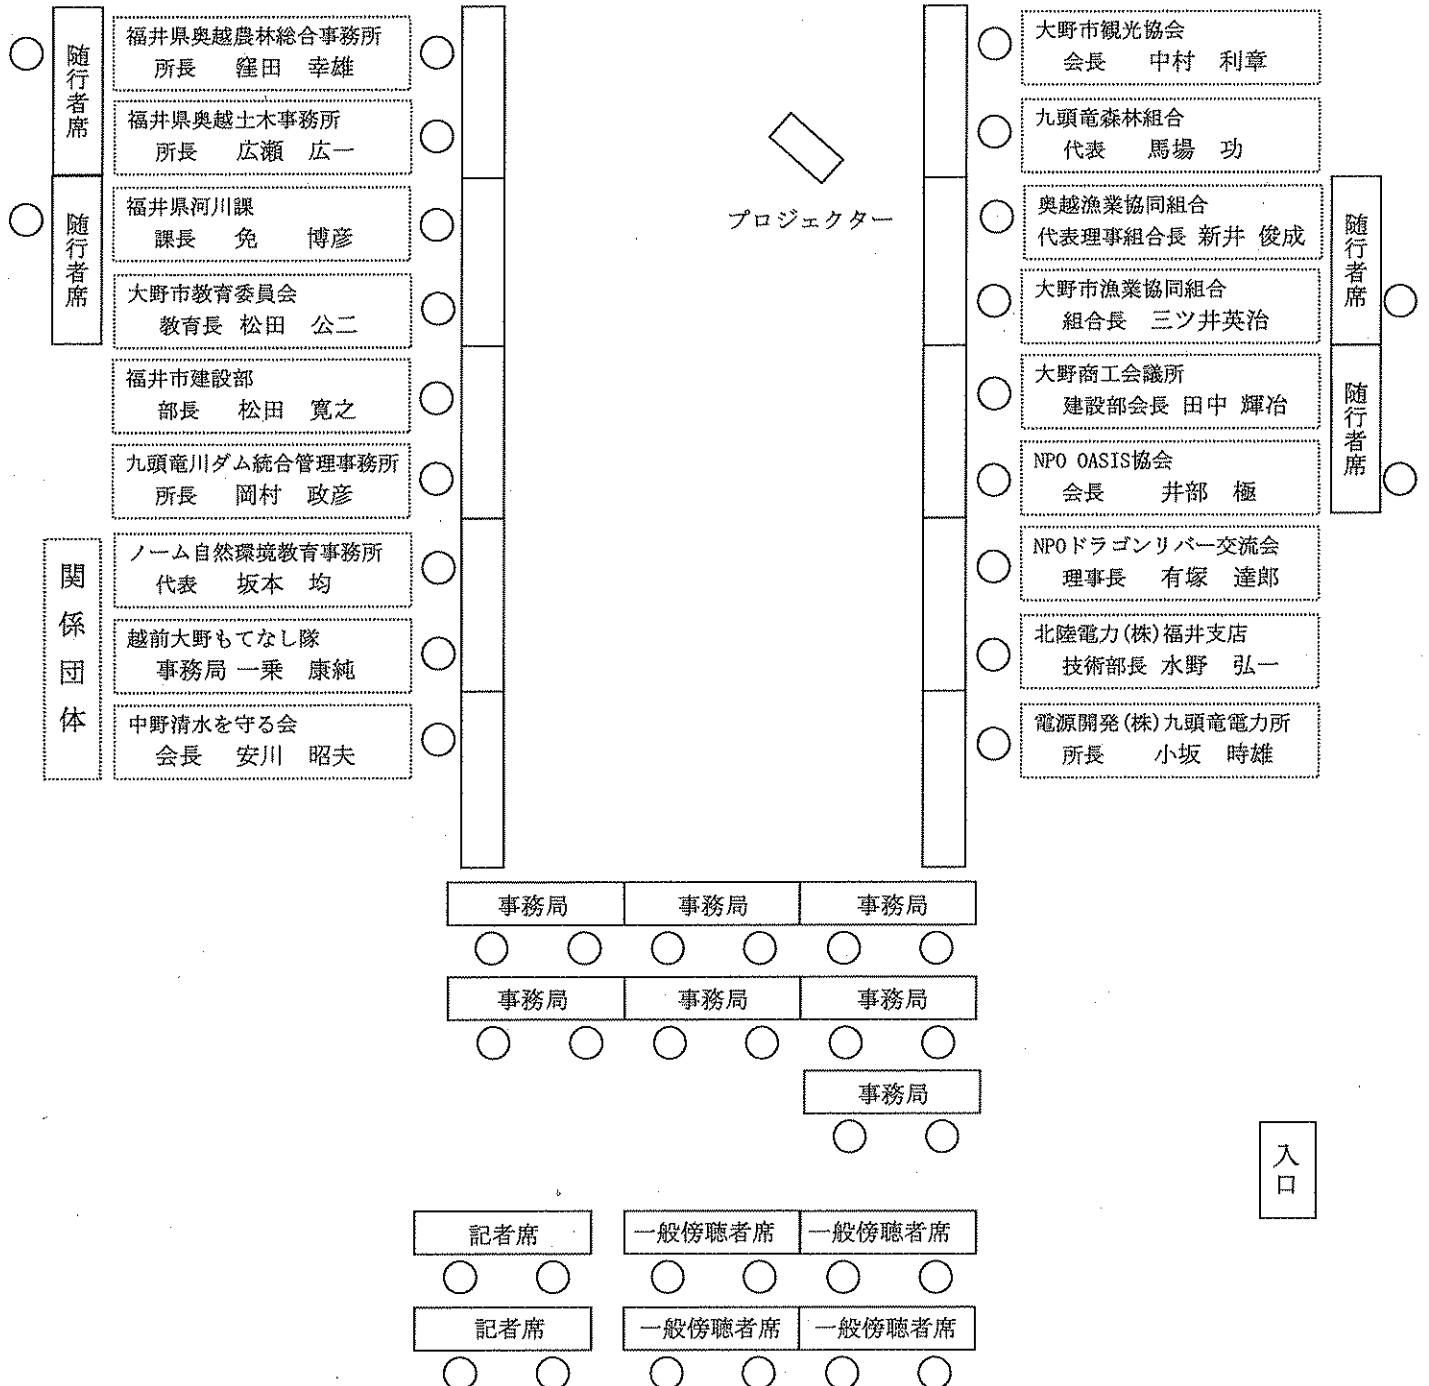 随行者席
福井県奥越農林総合事務所
所長 窪田 幸雄
福井県奥越土木事務所
所長 広瀬 広一
随行者席
福井県河川課
課長 免 博彦
大野市教育委員会
教育長 松田 公二
福井市建設部
部長 松田 寛之
九頭竜川ダム統合管理事務所
所長 岡村 政彦
関係団体
ノーム自然環境教育事務所
代表 坂本 均
越前大野もてなし隊
事務局 一乗 康純
中野清水を守る会
会長 安川 昭夫
プロジェクター
大野市観光協会
会長 中村 利章
九頭竜森林組合
代表 馬場 功
奥越漁業協同組合
代表理事組合長 新井 俊成
大野市漁業協同組合
組合長 三ツ井英治
随行者席
大野商工会議所
建設部会長 田中 輝冶
NPO OASIS協会
会長 井部 極
随行者席
NPOドラゴンリバー交流会
理事長 有塚 達郎
北陸電力(株)福井支店
技術部長 水野 弘一
電源開発(株)九頭竜電力所
所長 小坂 時雄
事務局 事務局 事務局
事務局 事務局 事務局
事務局
入口
記者席 一般傍聴者席 一般傍聴者席
記者席 一般傍聴者席 一般傍聴者席